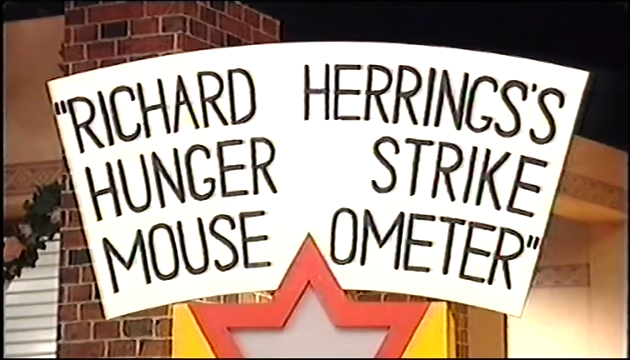 "RICHARD HERRINGS'S
HUNGER STRIKE
MOUSE OMETER"